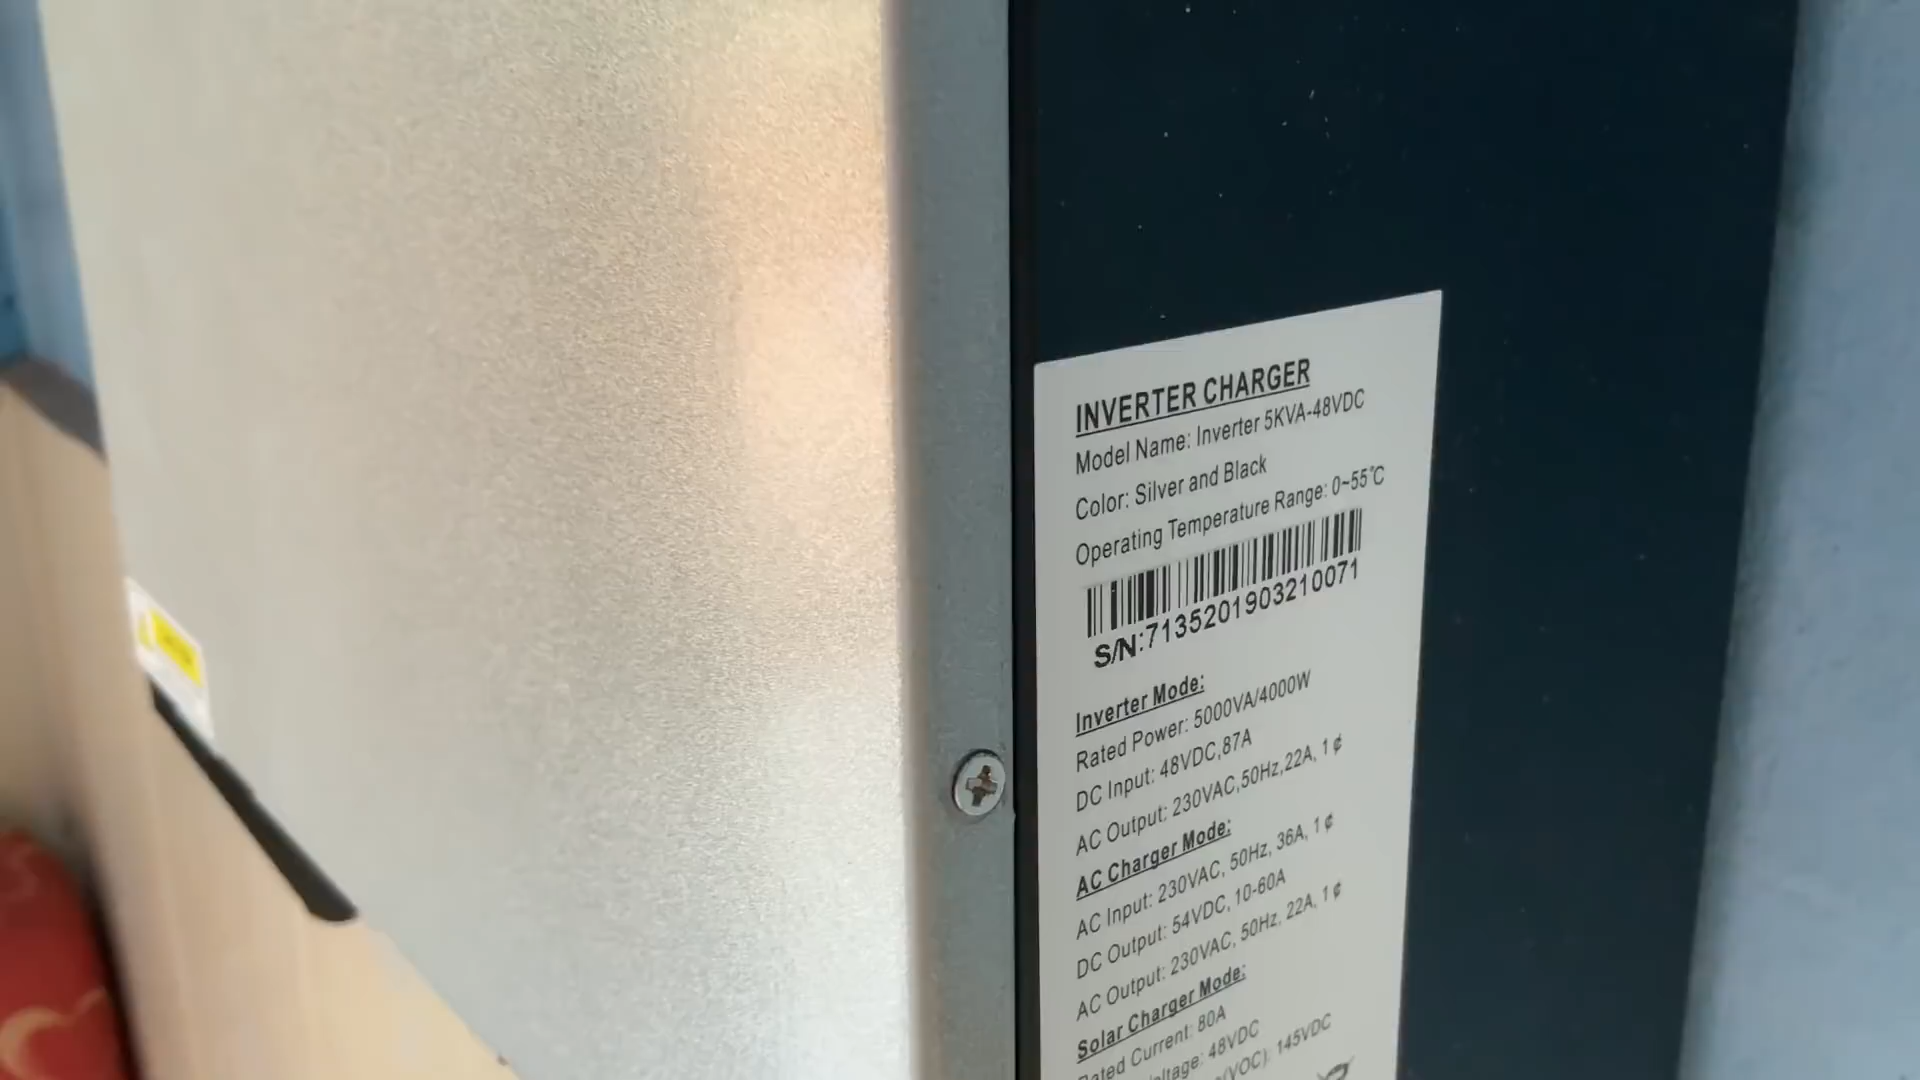 INVERTER CHARGER
Model Name: Inverter 5KVA-48VDC
Color: Silver and Black
Operating Temperature Range: 0~55℃
S/N:7135201903210071
Inverter Mode:
Rated Power: 5000VA/4000W
DC Input: 48VDC,87A
AC Output: 230VAC,50Hz,22A, 1¢
AC Charger Mode:
AC Input: 230VAC, 50Hz, 36A, 1¢
DC Output: 54VDC, 10-60A
AC Output: 230VAC, 50Hz, 22A, 1¢
Solar Charger Mode:
Rated Current: 80A
48VDC
(VOC): 145VDC